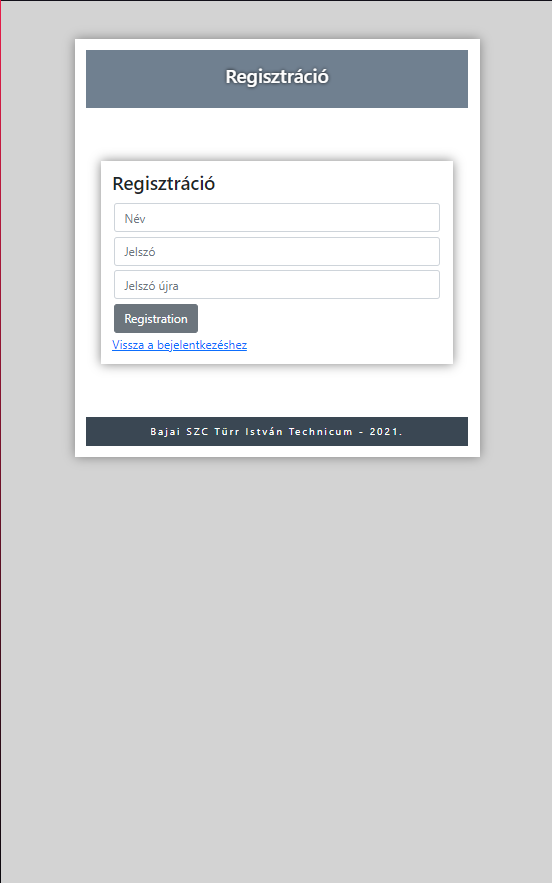 Regisztráció
Regisztráció
Név
Jelszó
Jelszó újra
Registration
Vissza a bejelentkezéshez
Bajai SZC Türr István Technicum - 2021.